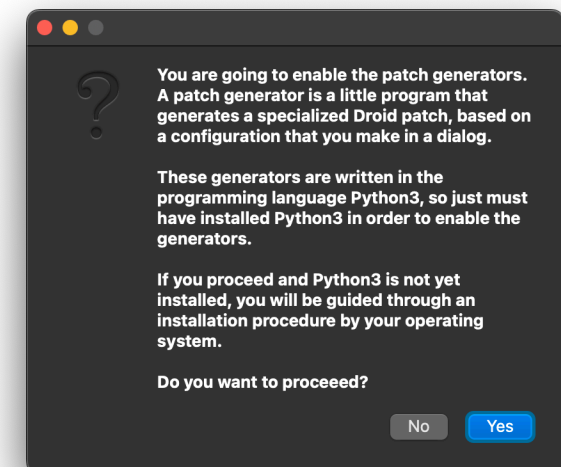 You are going to enable the patch generators.
A patch generator is a little program that
generates a specialized Droid patch, based on
a configuration that you make in a dialog.
These generators are written in the
programming language Python3, so just must
have installed Python3 in order to enable the
generators.
If you proceed and Python3 is not yet
installed, you will be guided through an
installation procedure by your operating
system.
Do you want to proceeed?
No
Yes